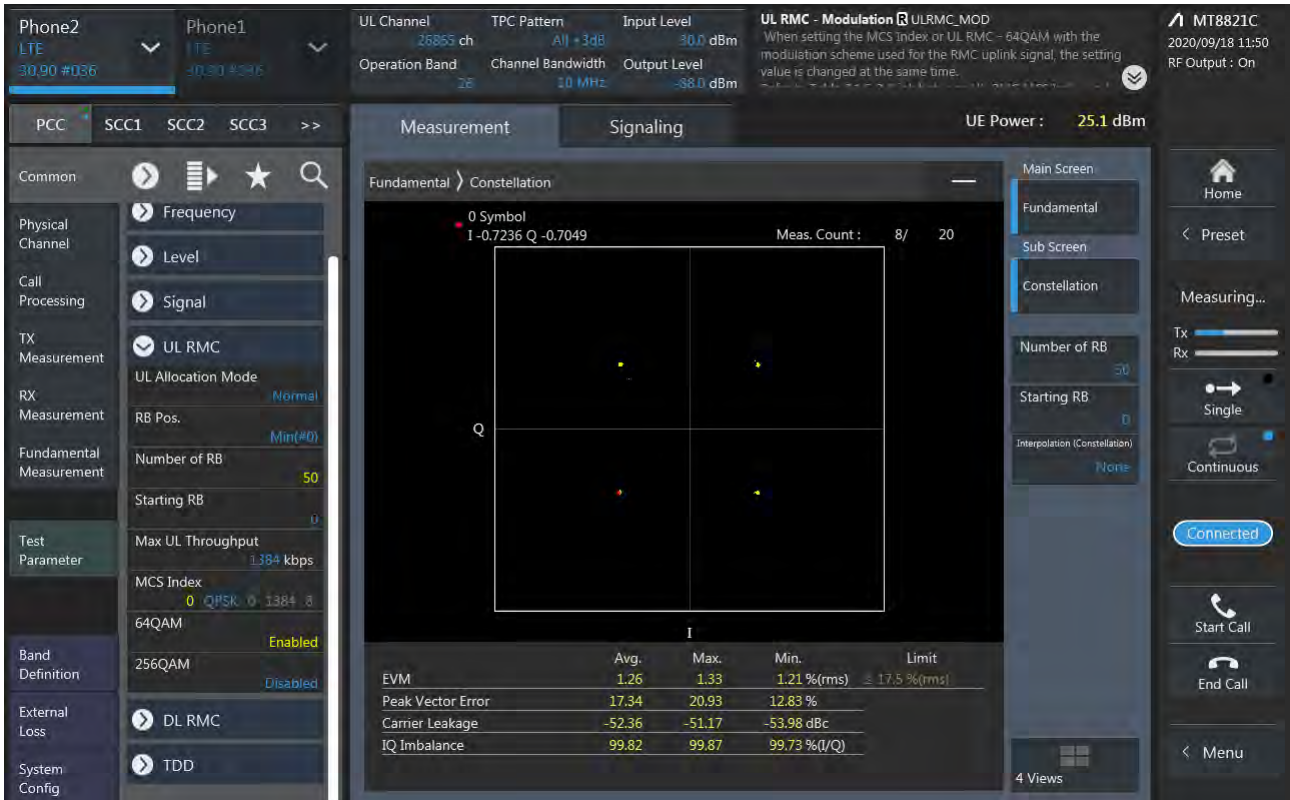 Phone2
LTE
30.90 #036
Phone1
LTE
UL Channel
26865 ch
Operation Band
26
TPC Pattern
All +3dB
Channel Bandwidth
10 MHz
Input Level
30.0 dBm
Output Level
-88.0 dBm
UL RMC - Modulation R ULRMC_MOD
When setting the MCS Index or UL RMC - 64QAM with the
modulation scheme used for the RMC uplink signal, the setting
value is changed at the same time.
MT8821C
2020/09/18 11:50
RF Output : On
PCC SCC1 SCC2 SCC3 >>
Measurement
Signaling
UE Power : 25.1 dBm
Common
Physical
Channel
Call
Processing
TX
Measurement
RX
Measurement
Fundamental
Measurement
Test
Parameter
Band
Definition
External
Loss
System
Config
Frequency
Level
Signal
UL RMC
UL Allocation Mode
Normal
RB Pos.
Min(#0)
Number of RB
50
Starting RB
0
Max UL Throughput
1384 kbps
MCS Index
0 QPSK 0 1384 8
64QAM
Enabled
256QAM
Disabled
DL RMC
TDD
Fundamental 〉 Constellation
0 Symbol
I -0.7236 Q -0.7049
Meas. Count : 8/ 20
Q
I
Avg. Max. Min. Limit
EVM 1.26 1.33 1.21 %(rms) ≤ 17.5 %(rms)
Peak Vector Error 17.34 20.93 12.83 %
Carrier Leakage -52.36 -51.17 -53.98 dBc
IQ Imbalance 99.82 99.87 99.73 %(I/Q)
Main Screen
Fundamental
Sub Screen
Constellation
Number of RB
50
Starting RB
0
Interpolation (Constellation)
None
4 Views
Home
< Preset
Measuring...
Tx
Rx
Single
Continuous
Connected
Start Call
End Call
< Menu